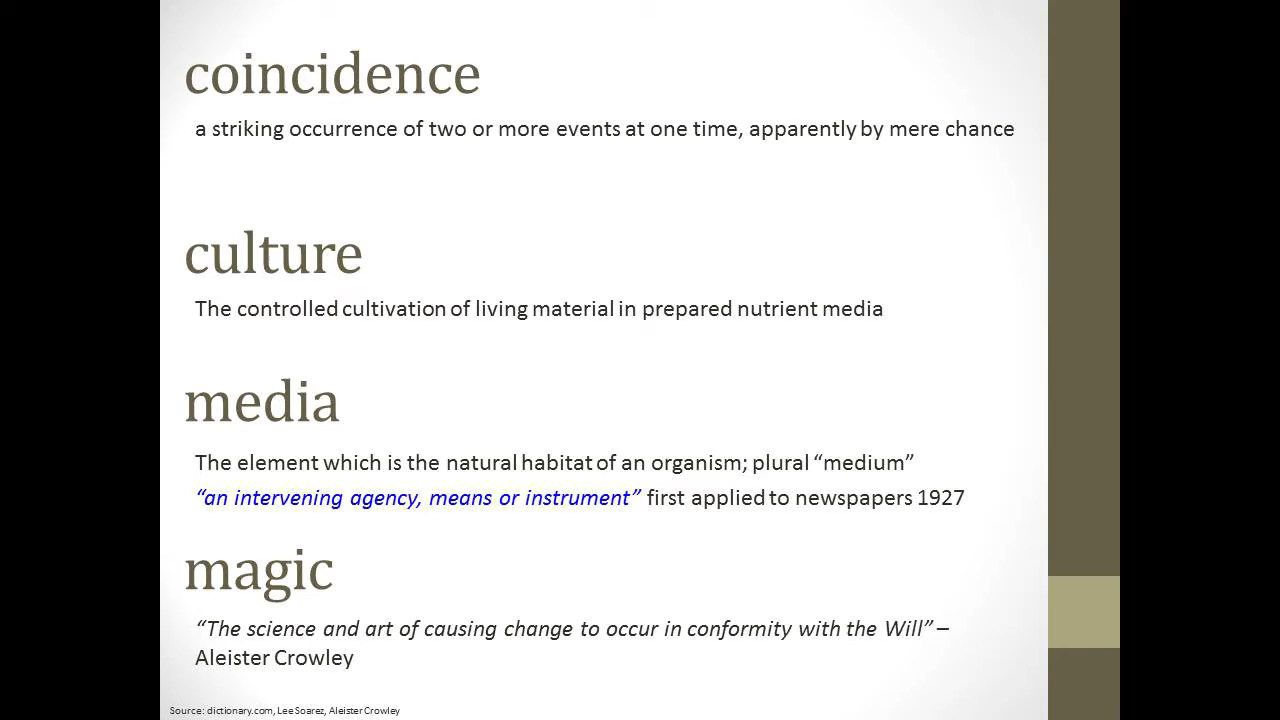 coincidence
a striking occurrence of two or more events at one time, apparently by mere chance
culture
The controlled cultivation of living material in prepared nutrient media
media
The element which is the natural habitat of an organism; plural “medium”
“an intervening agency, means or instrument” first applied to newspapers 1927
magic
“The science and art of causing change to occur in conformity with the Will” –
Aleister Crowley
Source: dictionary.com, Lee Soarez, Aleister Crowley